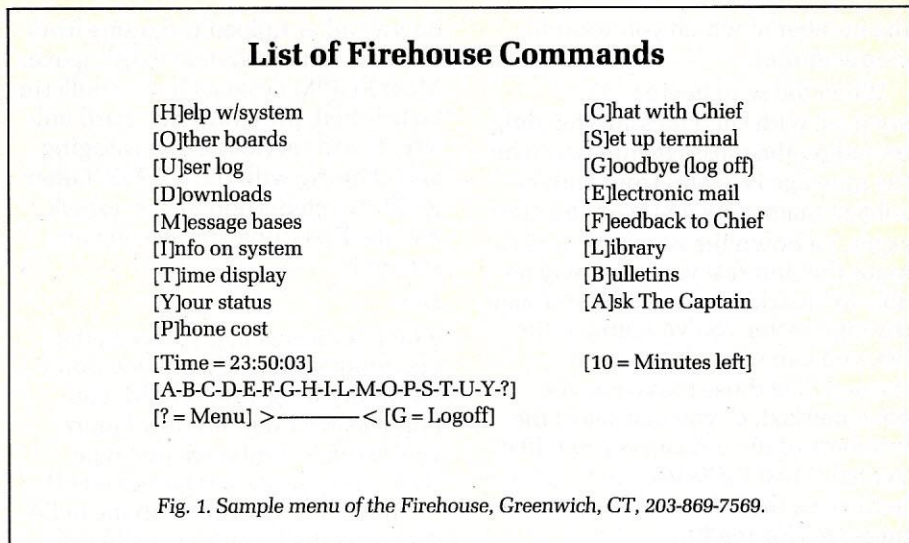 List of Firehouse Commands
[H]elp w/system [C]hat with Chief
[O]ther boards [S]et up terminal
[U]ser log [G]oodbye (log off)
[D]ownloads [E]lectronic mail
[M]essage bases [F]eedback to Chief
[I]nfo on system [L]ibrary
[T]ime display [B]ulletins
[Y]our status [A]sk The Captain
[P]hone cost
[Time = 23:50:03] [10 = Minutes left]
[A-B-C-D-E-F-G-H-I-L-M-O-P-S-T-U-Y-?]
[? = Menu] >————< [G = Logoff]
Fig. 1. Sample menu of the Firehouse, Greenwich, CT, 203-869-7569.